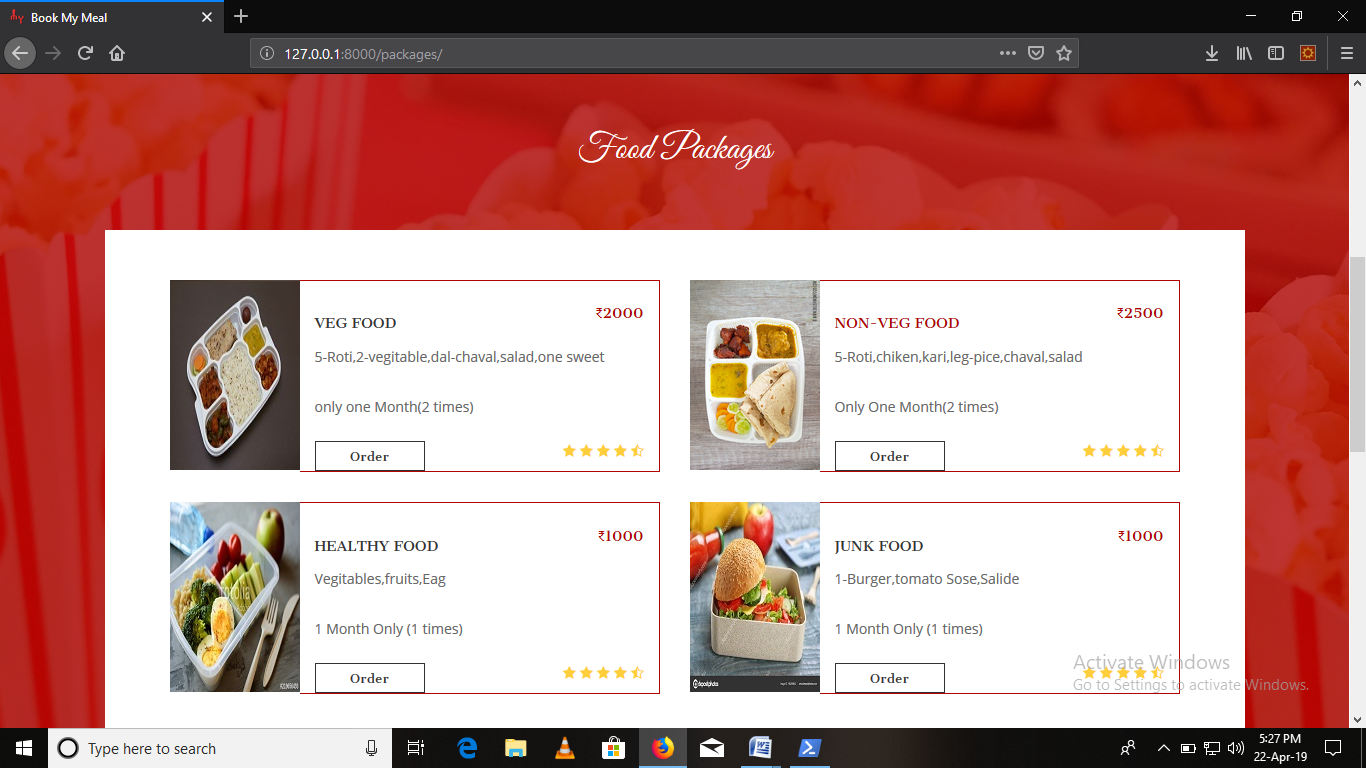 Book My Meal
127.0.0.1:8000/packages/
Food Packages
VEG FOOD
₹2000
5-Roti,2-vegitable,dal-chaval,salad,one sweet
only one Month(2 times)
Order
NON-VEG FOOD
₹2500
5-Roti,chiken,kari,leg-pice,chaval,salad
Only One Month(2 times)
Order
HEALTHY FOOD
₹1000
Vegitables,fruits,Eag
1 Month Only (1 times)
Order
JUNK FOOD
₹1000
1-Burger,tomato Sose,Salide
1 Month Only (1 times)
Order
Activate Windows
Go to Settings to activate Windows.
Type here to search
5:27 PM
22-Apr-19